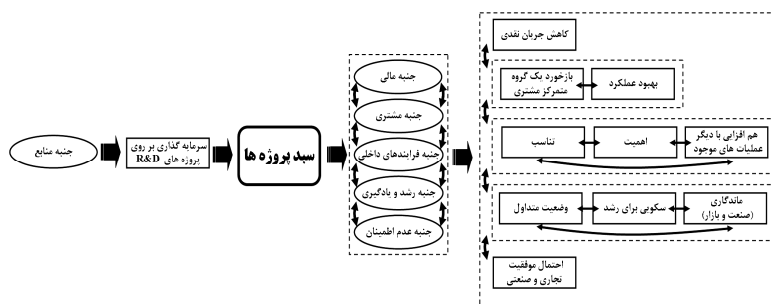 جنبه منابع
سرمایه گذاری بر روی
پروژه های R&D
سبد پروژه ها
جنبه مالی
جنبه مشتری
جنبه فرایندهای داخلی
جنبه رشد و یادگیری
جنبه عدم اطمینان
کاهش جریان نقدی
بازخورد یک گروه
متمرکز مشتری
بهبود عملکرد
تناسب
اهمیت
هم افزایی با دیگر
عملیات های موجود
وضعیت متداول
سکویی برای رشد
ماندگاری
(صنعت و بازار)
احتمال موفقیت
تجاری و صنعتی